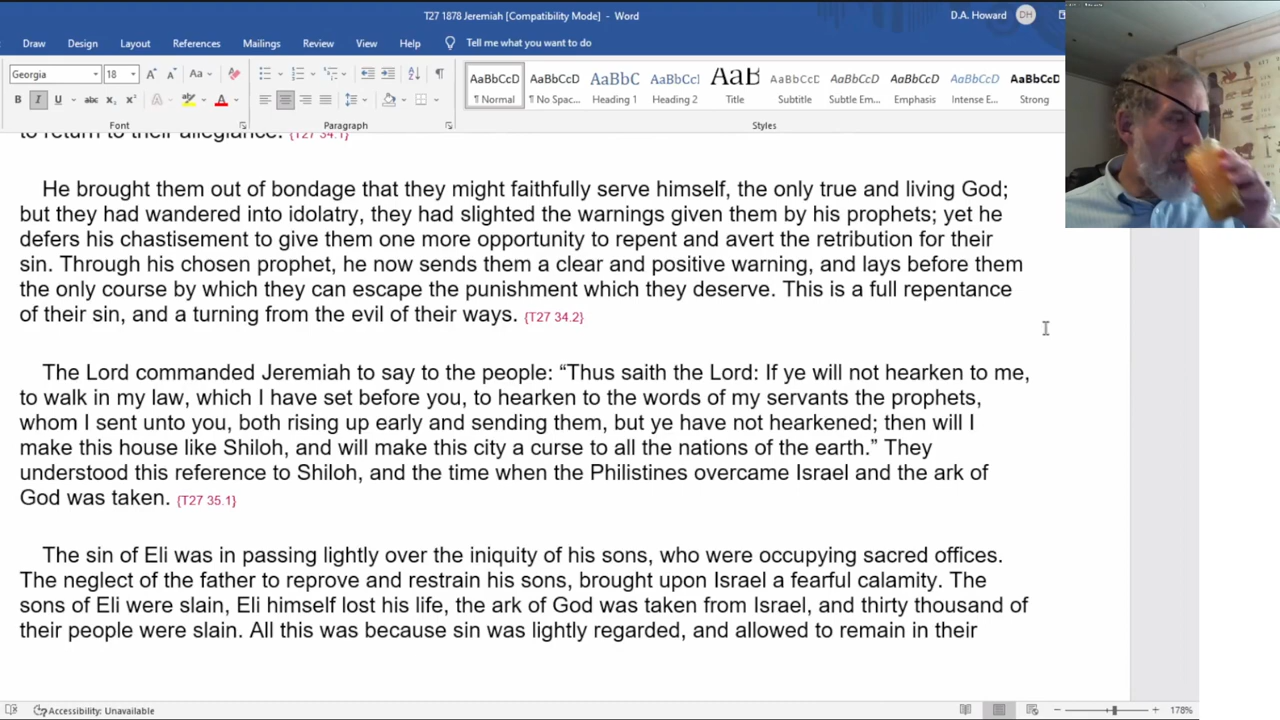 T27 1878 Jeremiah [Compatibility Mode] - Word
D.A. Howard DH
Draw Design Layout References Mailings Review View Help Tell me what you want to do
Georgia 18 Aa
B I U abc x₂ x² A A
AaBbCcD AaBbCcD AaBbC AaBbCcL AaB AaBbCcD AaBbCcD AaBbCcD AaBbCcD AaBbCcD
¶ Normal ¶ No Spac... Heading 1 Heading 2 Title Subtitle Subtle Em... Emphasis Intense E... Strong
Font Paragraph Styles
to return to their allegiance. {T27 34.1}
He brought them out of bondage that they might faithfully serve himself, the only true and living God;
but they had wandered into idolatry, they had slighted the warnings given them by his prophets; yet he
defers his chastisement to give them one more opportunity to repent and avert the retribution for their
sin. Through his chosen prophet, he now sends them a clear and positive warning, and lays before them
the only course by which they can escape the punishment which they deserve. This is a full repentance
of their sin, and a turning from the evil of their ways. {T27 34.2}
The Lord commanded Jeremiah to say to the people: “Thus saith the Lord: If ye will not hearken to me,
to walk in my law, which I have set before you, to hearken to the words of my servants the prophets,
whom I sent unto you, both rising up early and sending them, but ye have not hearkened; then will I
make this house like Shiloh, and will make this city a curse to all the nations of the earth.” They
understood this reference to Shiloh, and the time when the Philistines overcame Israel and the ark of
God was taken. {T27 35.1}
The sin of Eli was in passing lightly over the iniquity of his sons, who were occupying sacred offices.
The neglect of the father to reprove and restrain his sons, brought upon Israel a fearful calamity. The
sons of Eli were slain, Eli himself lost his life, the ark of God was taken from Israel, and thirty thousand of
their people were slain. All this was because sin was lightly regarded, and allowed to remain in their
Accessibility: Unavailable 178%